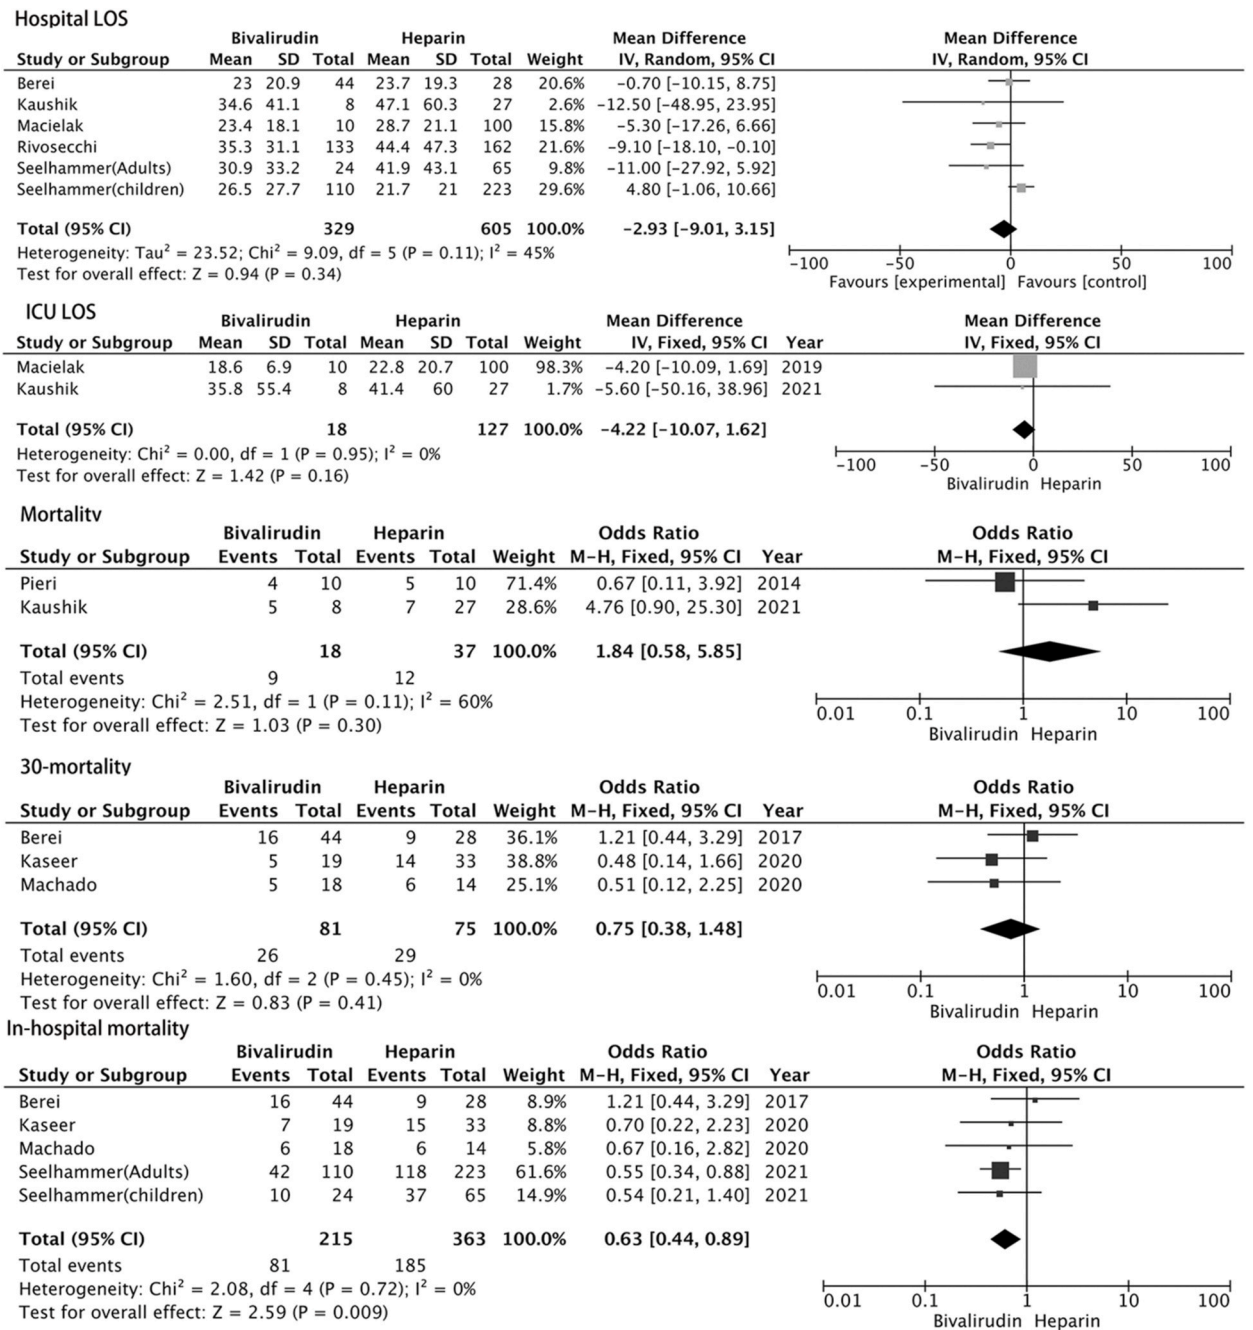 Hospital LOS
Bivalirudin Heparin Mean Difference Mean Difference
Study or Subgroup Mean SD Total Mean SD Total Weight IV, Random, 95% CI IV, Random, 95% CI
Berei 23 20.9 44 23.7 19.3 28 20.6% −0.70 [−10.15, 8.75]
Kaushik 34.6 41.1 8 47.1 60.3 27 2.6% −12.50 [−48.95, 23.95]
Macielak 23.4 18.1 10 28.7 21.1 100 15.8% −5.30 [−17.26, 6.66]
Rivosecchi 35.3 31.1 133 44.4 47.3 162 21.6% −9.10 [−18.10, −0.10]
Seelhammer(Adults) 30.9 33.2 24 41.9 43.1 65 9.8% −11.00 [−27.92, 5.92]
Seelhammer(children) 26.5 27.7 110 21.7 21 223 29.6% 4.80 [−1.06, 10.66]
Total (95% CI) 329 605 100.0% −2.93 [−9.01, 3.15]
Heterogeneity: Tau² = 23.52; Chi² = 9.09, df = 5 (P = 0.11); I² = 45%
Test for overall effect: Z = 0.94 (P = 0.34)
−100 −50 0 50 100
Favours [experimental] Favours [control]
ICU LOS
Bivalirudin Heparin Mean Difference Mean Difference
Study or Subgroup Mean SD Total Mean SD Total Weight IV, Fixed, 95% CI Year IV, Fixed, 95% CI
Macielak 18.6 6.9 10 22.8 20.7 100 98.3% −4.20 [−10.09, 1.69] 2019
Kaushik 35.8 55.4 8 41.4 60 27 1.7% −5.60 [−50.16, 38.96] 2021
Total (95% CI) 18 127 100.0% −4.22 [−10.07, 1.62]
Heterogeneity: Chi² = 0.00, df = 1 (P = 0.95); I² = 0%
Test for overall effect: Z = 1.42 (P = 0.16)
−100 −50 0 50 100
Bivalirudin Heparin
Mortality
Bivalirudin Heparin Odds Ratio Odds Ratio
Study or Subgroup Events Total Events Total Weight M−H, Fixed, 95% CI Year M−H, Fixed, 95% CI
Pieri 4 10 5 10 71.4% 0.67 [0.11, 3.92] 2014
Kaushik 5 8 7 27 28.6% 4.76 [0.90, 25.30] 2021
Total (95% CI) 18 37 100.0% 1.84 [0.58, 5.85]
Total events 9 12
Heterogeneity: Chi² = 2.51, df = 1 (P = 0.11); I² = 60%
Test for overall effect: Z = 1.03 (P = 0.30)
0.01 0.1 1 10 100
Bivalirudin Heparin
30-mortality
Bivalirudin Heparin Odds Ratio Odds Ratio
Study or Subgroup Events Total Events Total Weight M−H, Fixed, 95% CI Year M−H, Fixed, 95% CI
Berei 16 44 9 28 36.1% 1.21 [0.44, 3.29] 2017
Kaseer 5 19 14 33 38.8% 0.48 [0.14, 1.66] 2020
Machado 5 18 6 14 25.1% 0.51 [0.12, 2.25] 2020
Total (95% CI) 81 75 100.0% 0.75 [0.38, 1.48]
Total events 26 29
Heterogeneity: Chi² = 1.60, df = 2 (P = 0.45); I² = 0%
Test for overall effect: Z = 0.83 (P = 0.41)
0.01 0.1 1 10 100
Bivalirudin Heparin
In-hospital mortality
Bivalirudin Heparin Odds Ratio Odds Ratio
Study or Subgroup Events Total Events Total Weight M−H, Fixed, 95% CI Year M−H, Fixed, 95% CI
Berei 16 44 9 28 8.9% 1.21 [0.44, 3.29] 2017
Kaseer 7 19 15 33 8.8% 0.70 [0.22, 2.23] 2020
Machado 6 18 6 14 5.8% 0.67 [0.16, 2.82] 2020
Seelhammer(Adults) 42 110 118 223 61.6% 0.55 [0.34, 0.88] 2021
Seelhammer(children) 10 24 37 65 14.9% 0.54 [0.21, 1.40] 2021
Total (95% CI) 215 363 100.0% 0.63 [0.44, 0.89]
Total events 81 185
Heterogeneity: Chi² = 2.08, df = 4 (P = 0.72); I² = 0%
Test for overall effect: Z = 2.59 (P = 0.009)
0.01 0.1 1 10 100
Bivalirudin Heparin